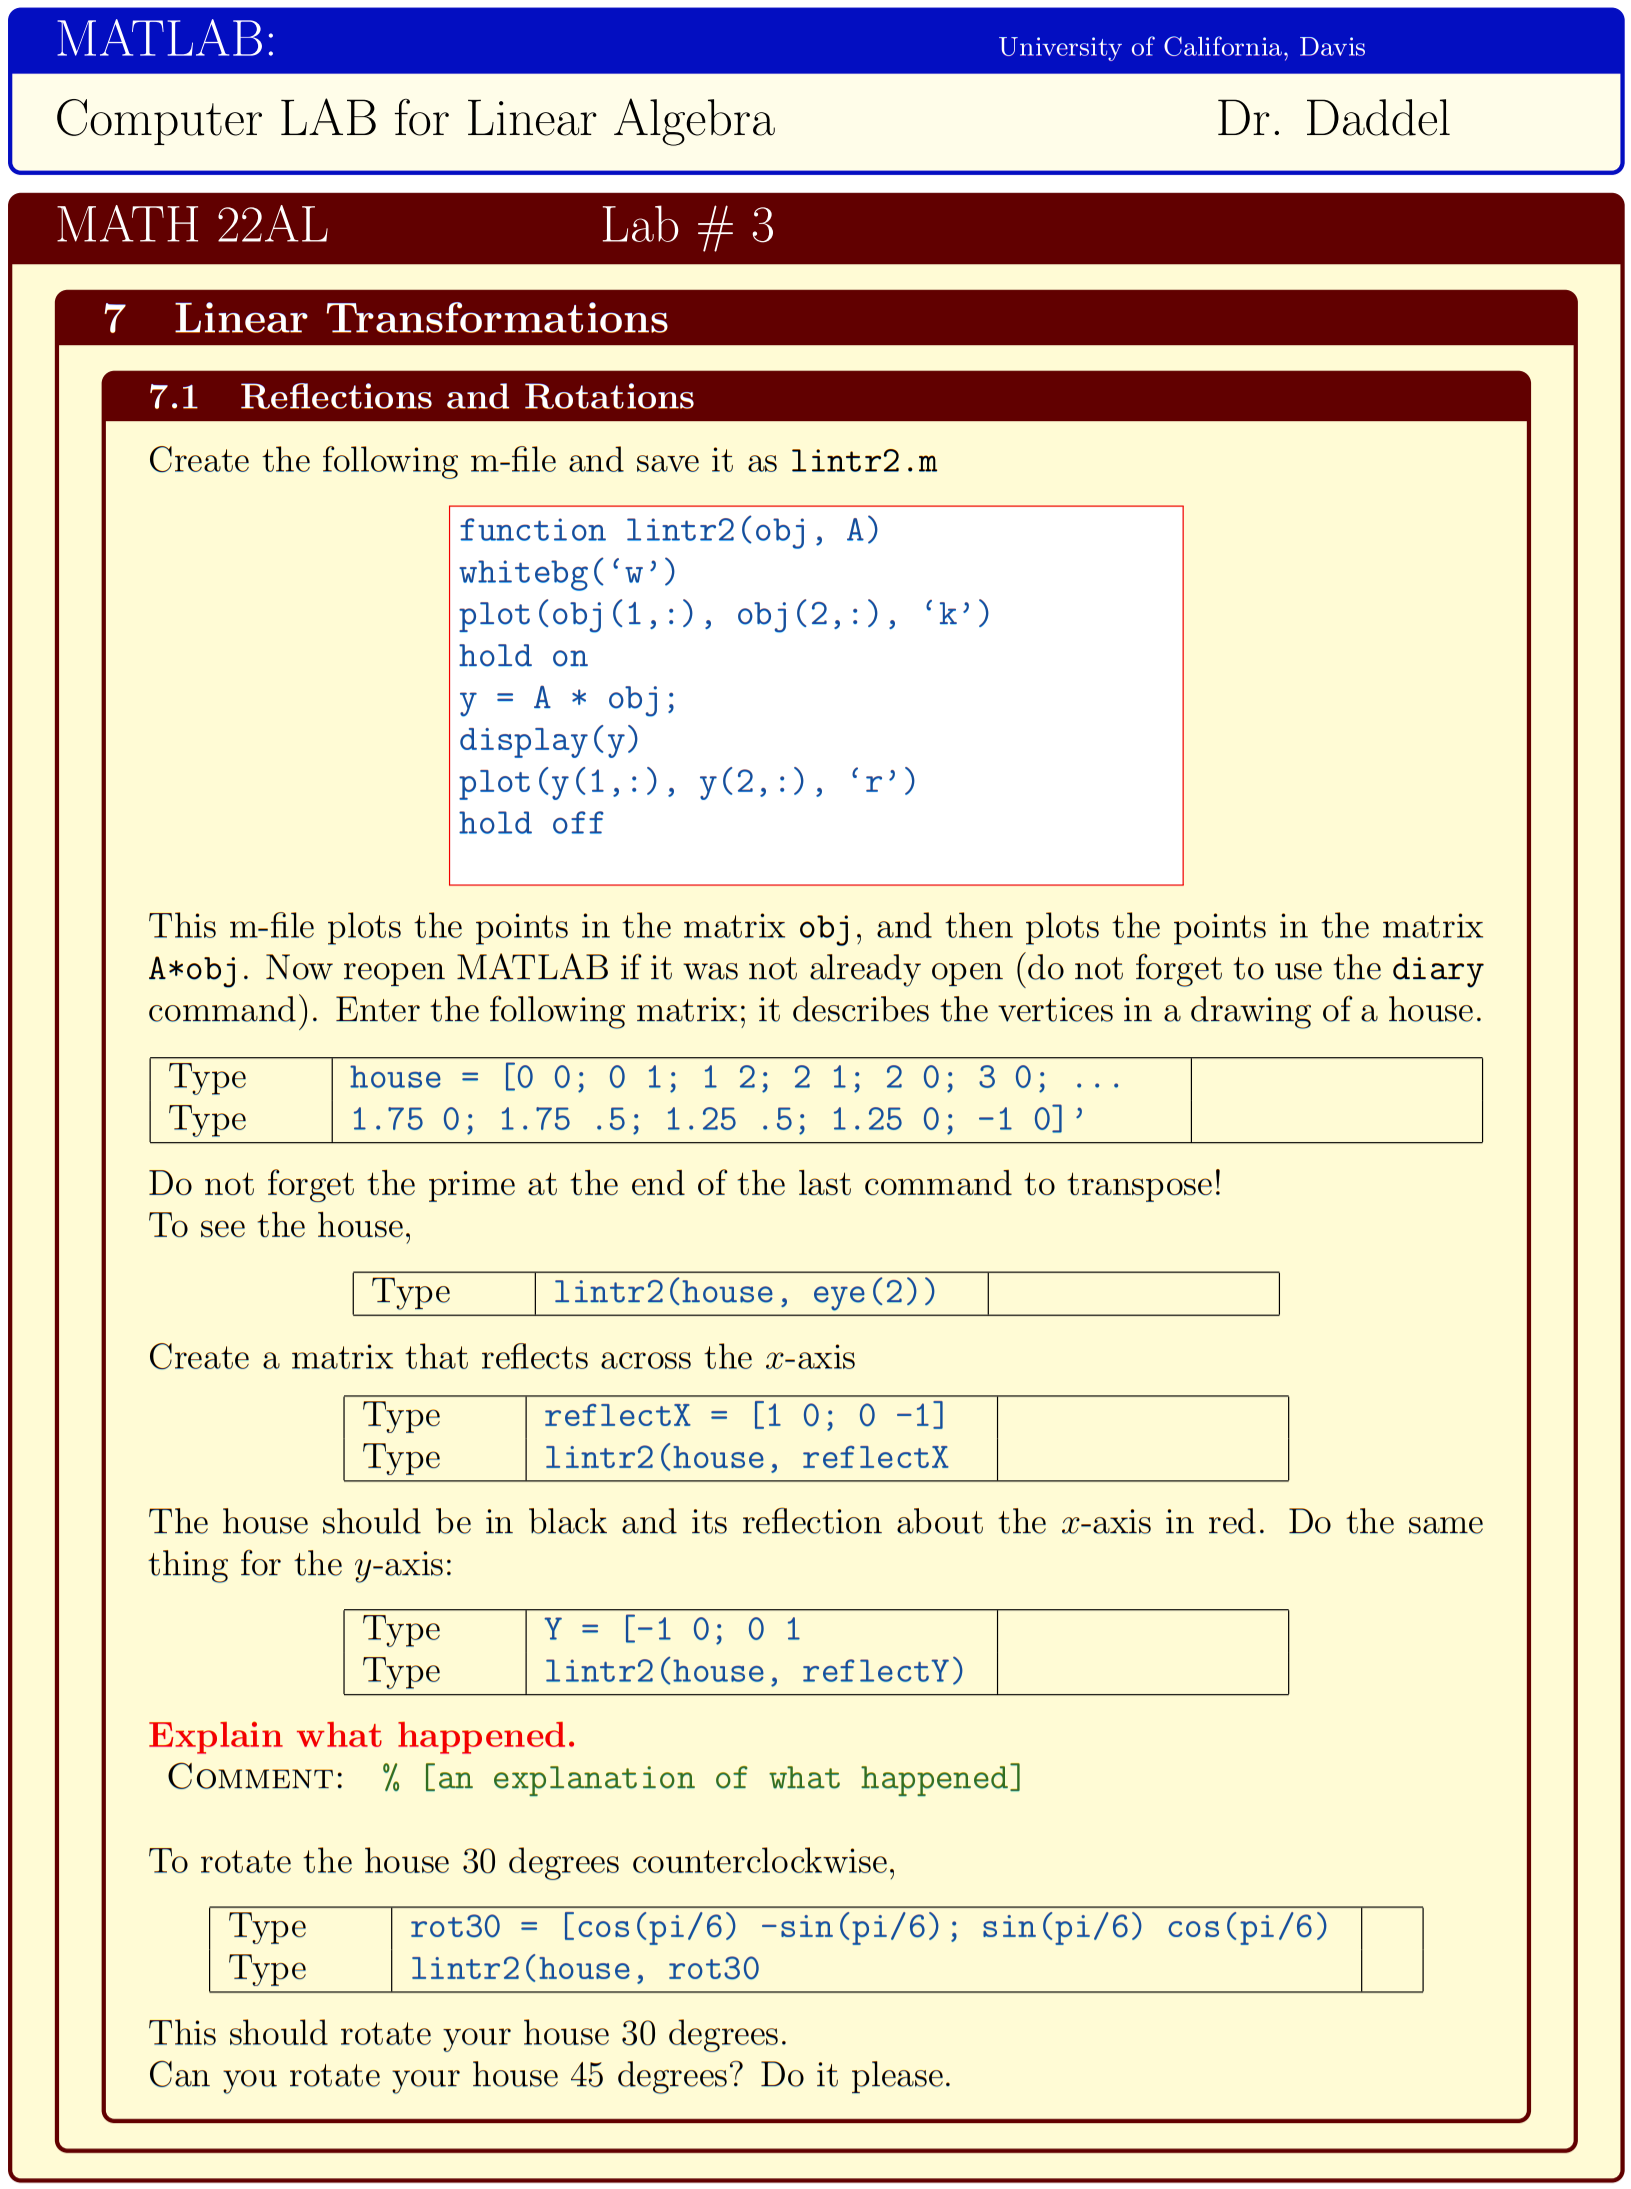 MATLAB: University of California, Davis
Computer LAB for Linear Algebra Dr. Daddel
MATH 22AL Lab # 3
7 Linear Transformations
7.1 Reflections and Rotations
Create the following m-file and save it as lintr2.m
function lintr2(obj, A)
whitebg(‘w’)
plot(obj(1,:), obj(2,:), ‘k’)
hold on
y = A * obj;
display(y)
plot(y(1,:), y(2,:), ‘r’)
hold off
This m-file plots the points in the matrix obj, and then plots the points in the matrix
A*obj. Now reopen MATLAB if it was not already open (do not forget to use the diary
command). Enter the following matrix; it describes the vertices in a drawing of a house.
Type house = [0 0; 0 1; 1 2; 2 1; 2 0; 3 0; ...
Type 1.75 0; 1.75 .5; 1.25 .5; 1.25 0; -1 0]’
Do not forget the prime at the end of the last command to transpose!
To see the house,
Type lintr2(house, eye(2))
Create a matrix that reflects across the x-axis
Type reflectX = [1 0; 0 -1]
Type lintr2(house, reflectX
The house should be in black and its reflection about the x-axis in red. Do the same
thing for the y-axis:
Type Y = [-1 0; 0 1
Type lintr2(house, reflectY)
Explain what happened.
Comment: % [an explanation of what happened]
To rotate the house 30 degrees counterclockwise,
Type rot30 = [cos(pi/6) -sin(pi/6); sin(pi/6) cos(pi/6)
Type lintr2(house, rot30
This should rotate your house 30 degrees.
Can you rotate your house 45 degrees? Do it please.